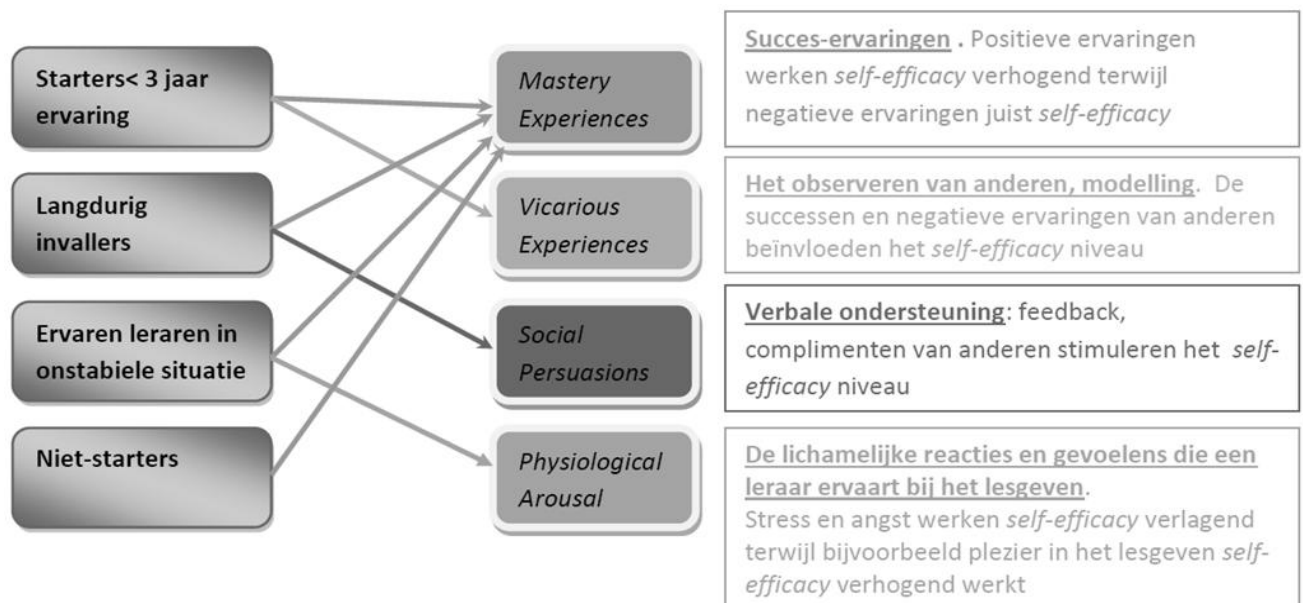 Starters< 3 jaar
ervaring
Langdurig
invallers
Ervaren leraren in
onstabiele situatie
Niet-starters
Mastery
Experiences
Vicarious
Experiences
Social
Persuasions
Physiological
Arousal
Succes-ervaringen . Positieve ervaringen
werken self-efficacy verhogend terwijl
negatieve ervaringen juist self-efficacy
Het observeren van anderen, modelling. De
successen en negatieve ervaringen van anderen
beïnvloeden het self-efficacy niveau
Verbale ondersteuning: feedback,
complimenten van anderen stimuleren het self-
efficacy niveau
De lichamelijke reacties en gevoelens die een
leraar ervaart bij het lesgeven.
Stress en angst werken self-efficacy verlagend
terwijl bijvoorbeeld plezier in het lesgeven self-
efficacy verhogend werkt